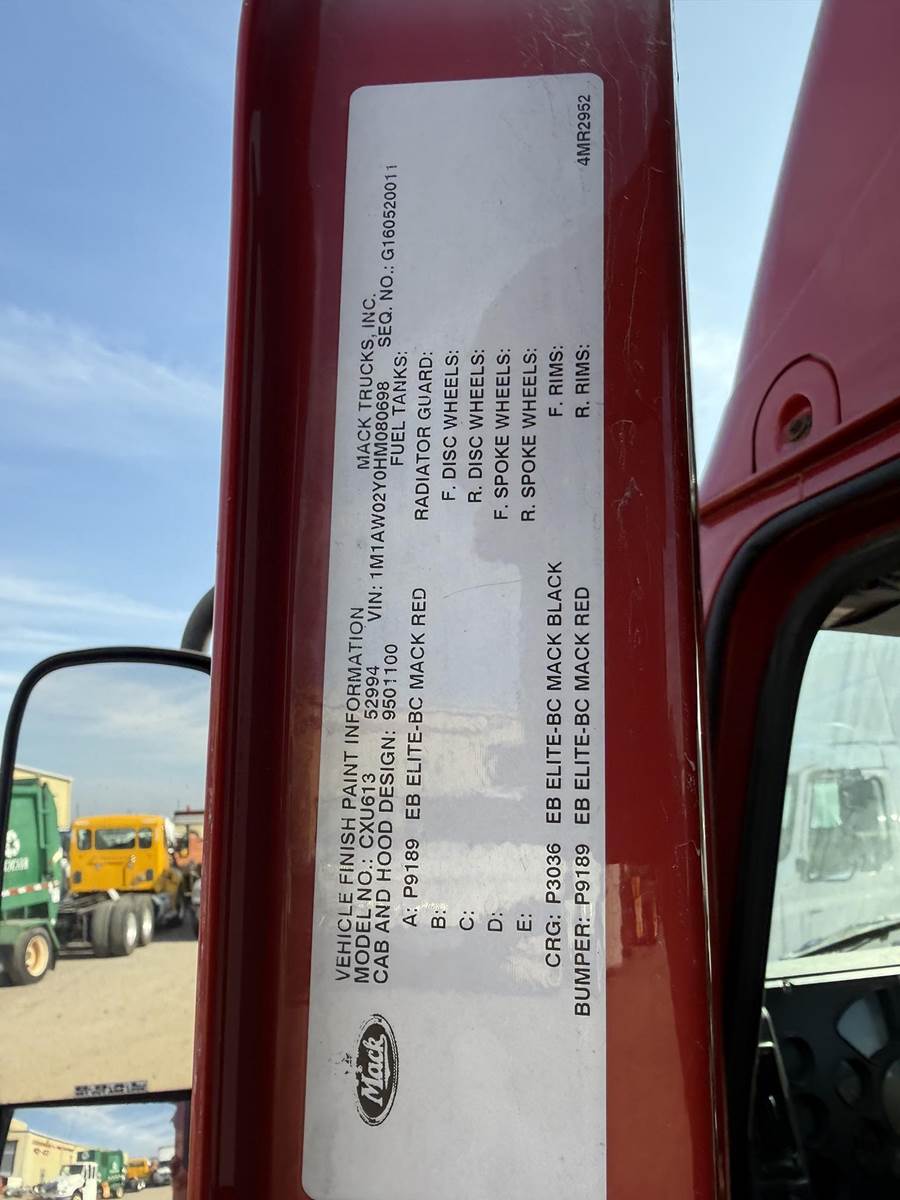 Mack
VEHICLE FINISH PAINT INFORMATION MACK TRUCKS, INC.
MODEL NO.: CXU613 52994 VIN: 1M1AW02Y0HM080698 SEQ. NO.: G160520011
CAB AND HOOD DESIGN: 9501100 FUEL TANKS:
A: P9189 EB ELITE-BC MACK RED RADIATOR GUARD:
B: F. DISC WHEELS:
C: R. DISC WHEELS:
D: F. SPOKE WHEELS:
E: R. SPOKE WHEELS:
CRG: P3036 EB ELITE-BC MACK BLACK F. RIMS:
BUMPER: P9189 EB ELITE-BC MACK RED R. RIMS:
4MR2952